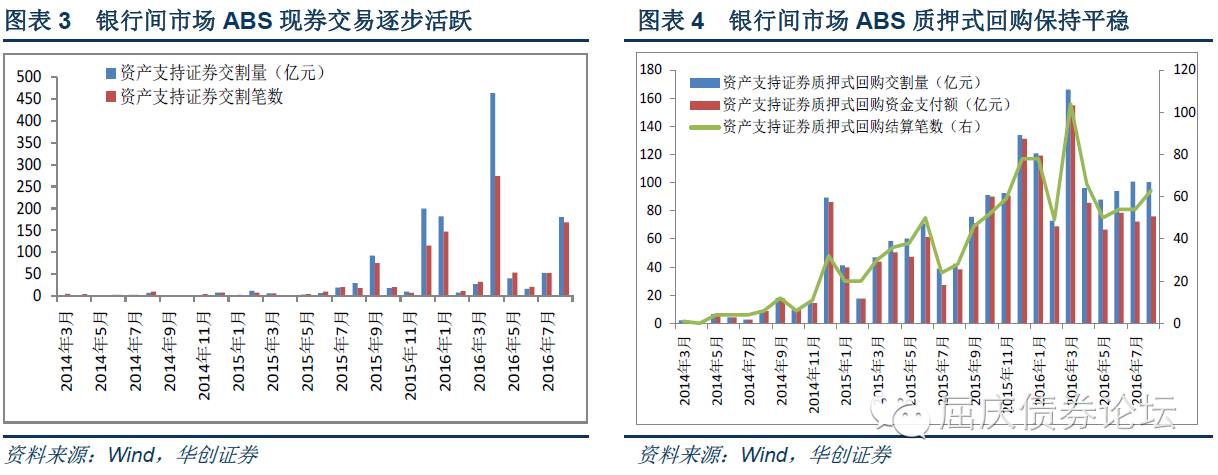 图表 3 银行间市场 ABS 现券交易逐步活跃
资产支持证券交割量（亿元）
资产支持证券交割笔数
500
450
400
350
300
250
200
150
100
50
0
2014年3月
2014年5月
2014年7月
2014年9月
2014年11月
2015年1月
2015年3月
2015年5月
2015年7月
2015年9月
2015年11月
2016年1月
2016年3月
2016年5月
2016年7月
资料来源：Wind，华创证券
图表 4 银行间市场 ABS 质押式回购保持平稳
资产支持证券质押式回购交割量（亿元）
资产支持证券质押式回购资金支付额（亿元）
资产支持证券质押式回购结算笔数（右）
180
160
140
120
100
80
60
40
20
0
120
100
80
60
40
20
0
2014年3月
2014年5月
2014年7月
2014年9月
2014年11月
2015年1月
2015年3月
2015年5月
2015年7月
2015年9月
2015年11月
2016年1月
2016年3月
2016年5月
2016年7月
屈庆债券论坛
资料来源：Wind，华创证券